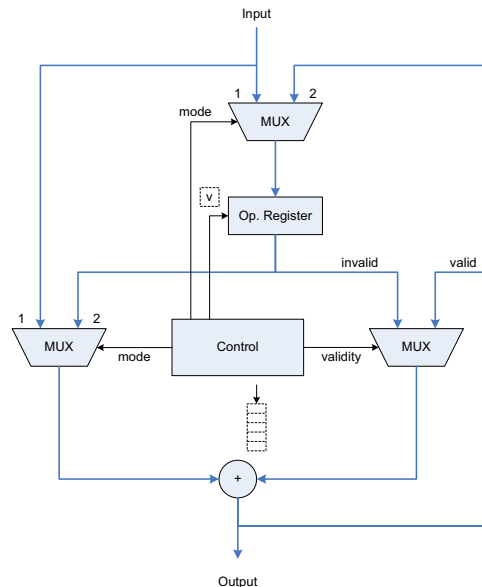 Input
1
2
mode
MUX
v
Op. Register
invalid
valid
1
2
MUX
mode
Control
validity
MUX
+
Output